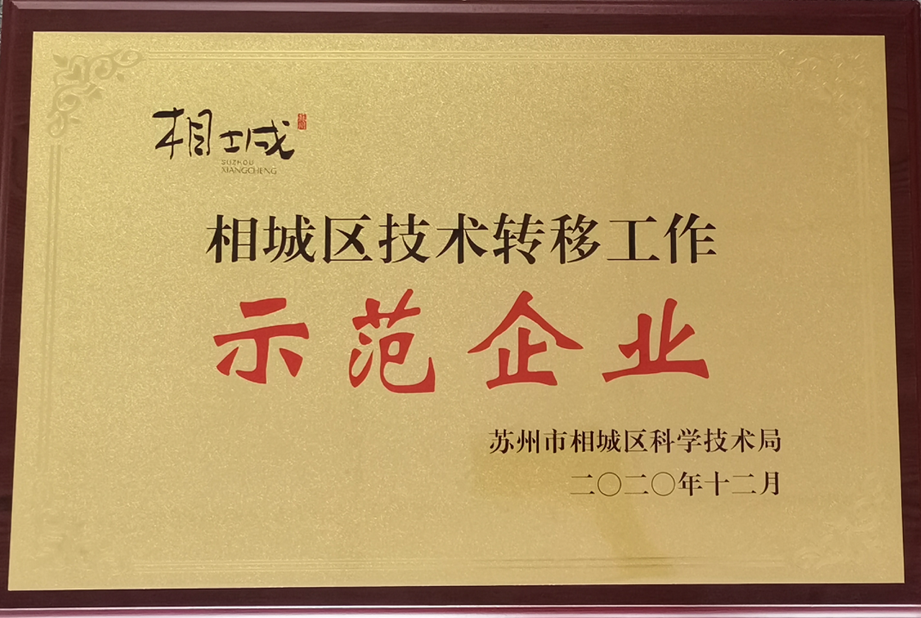 相城
SUZHOU
XIANGCHENG
相城区技术转移工作
示范企业
苏州市相城区科学技术局
二〇二〇年十二月